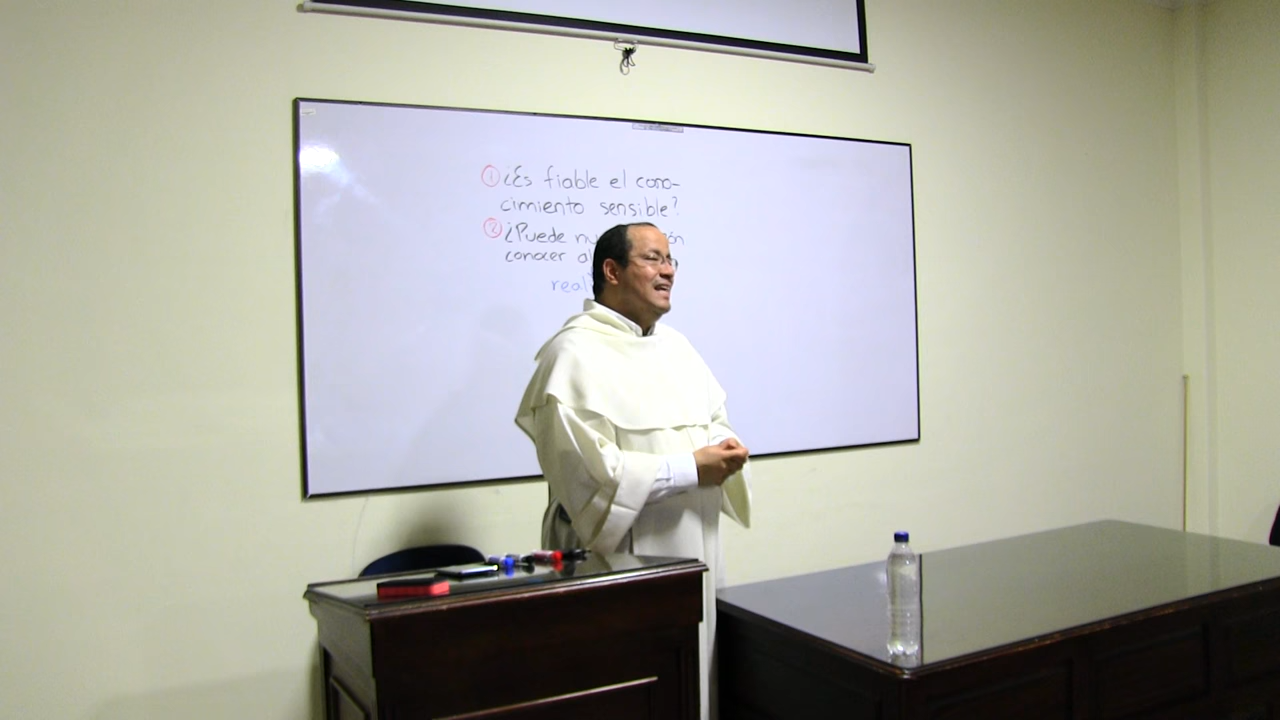 1 ¿Es fiable el cono-
cimiento sensible?
2 ¿Puede
conocer